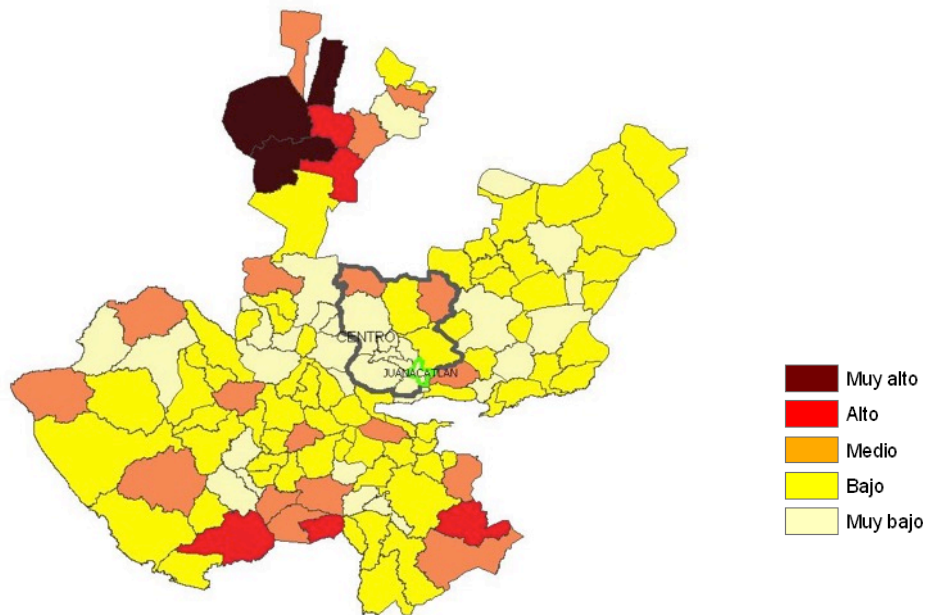 CENTRO
JUANACATLAN
Muy alto
Alto
Medio
Bajo
Muy bajo